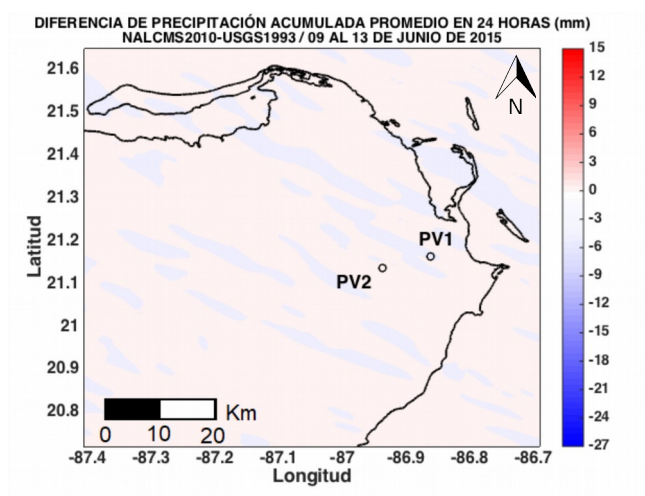 DIFERENCIA DE PRECIPITACIÓN ACUMULADA PROMEDIO EN 24 HORAS (mm)
NALCMS2010-USGS1993 / 09 AL 13 DE JUNIO DE 2015
21.6
21.5
21.4
21.3
21.2
21.1
21
20.9
20.8
Latitud
N
PV1
PV2
Km
0 10 20
-87.4 -87.3 -87.2 -87.1 -87 -86.9 -86.8 -86.7
Longitud
15
12
9
6
3
0
-3
-6
-9
-12
-15
-18
-21
-24
-27